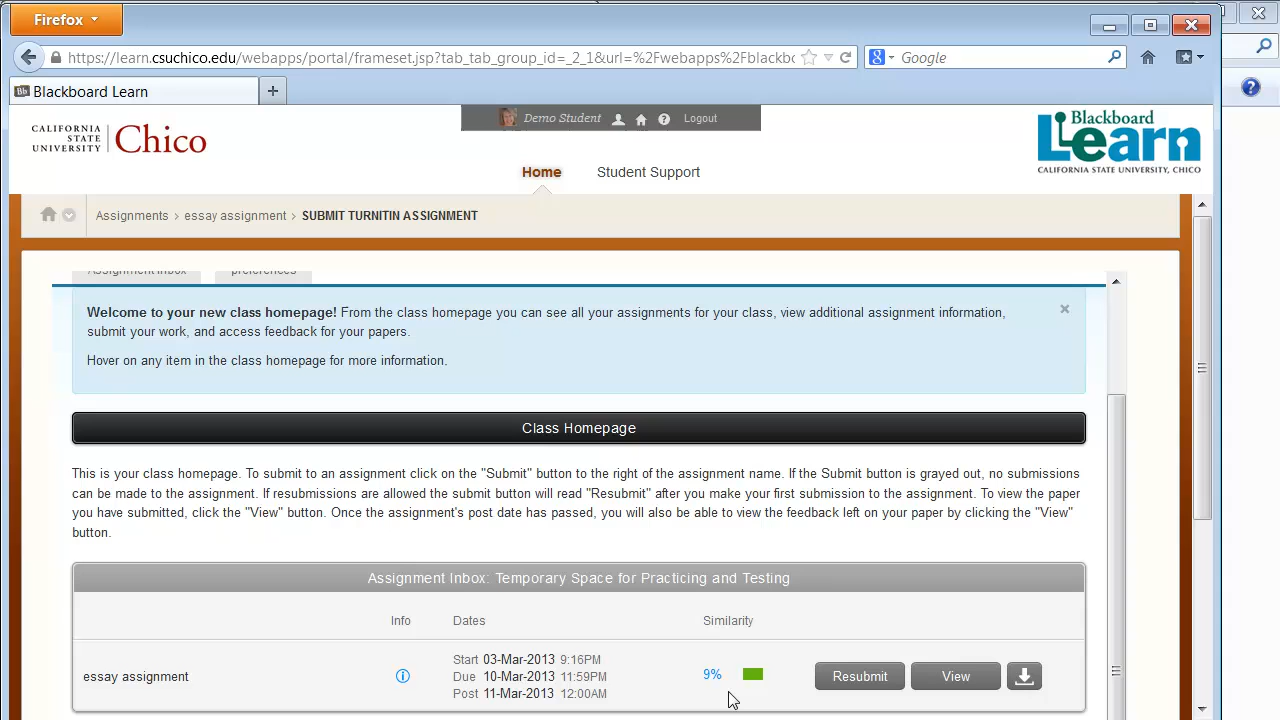 Firefox
https://learn.csuchico.edu/webapps/portal/frameset.jsp?tab_tab_group_id=_2_1&url=%2Fwebapps%2Fblackbc
Google
Bb Blackboard Learn
CALIFORNIA STATE UNIVERSITY Chico
Demo Student Logout
Blackboard Learn
CALIFORNIA STATE UNIVERSITY, CHICO
Home Student Support
Assignments > essay assignment > SUBMIT TURNITIN ASSIGNMENT
Assignment Inbox preferences
Welcome to your new class homepage! From the class homepage you can see all your assignments for your class, view additional assignment information,
submit your work, and access feedback for your papers.
Hover on any item in the class homepage for more information.
Class Homepage
This is your class homepage. To submit to an assignment click on the "Submit" button to the right of the assignment name. If the Submit button is grayed out, no submissions
can be made to the assignment. If resubmissions are allowed the submit button will read "Resubmit" after you make your first submission to the assignment. To view the paper
you have submitted, click the "View" button. Once the assignment's post date has passed, you will also be able to view the feedback left on your paper by clicking the "View"
button.
Assignment Inbox: Temporary Space for Practicing and Testing
Info Dates Similarity
Start 03-Mar-2013 9:16PM
essay assignment Due 10-Mar-2013 11:59PM 9% Resubmit View
Post 11-Mar-2013 12:00AM